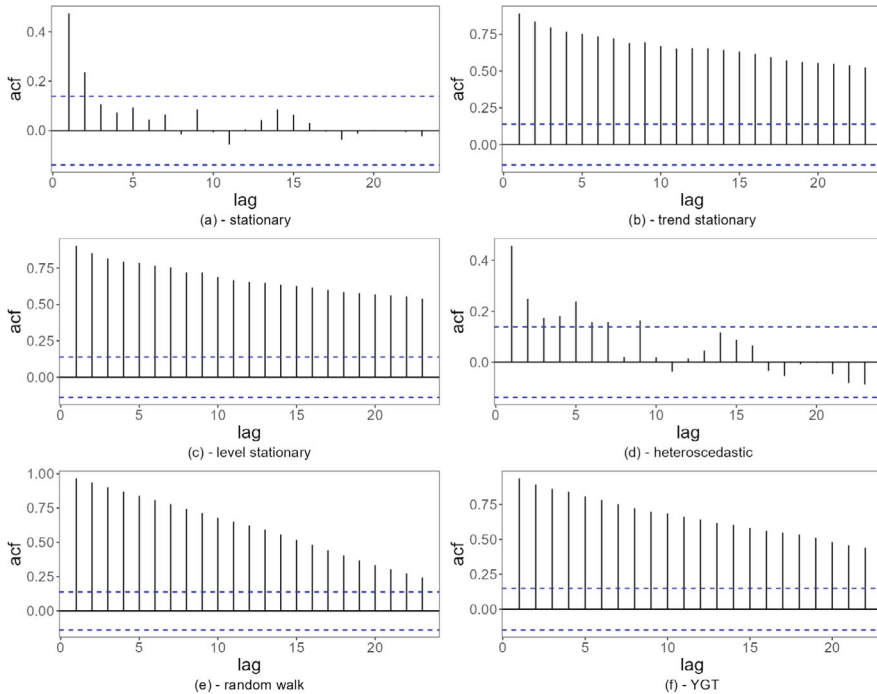 acf
0.4
0.2
0.0
0
5
10
15
20
lag
(a) - stationary
acf
0.75
0.50
0.25
0.00
0
5
10
15
20
lag
(b) - trend stationary
acf
0.75
0.50
0.25
0.00
0
5
10
15
20
lag
(c) - level stationary
acf
0.4
0.2
0.0
0
5
10
15
20
lag
(d) - heteroscedastic
acf
1.00
0.75
0.50
0.25
0.00
0
5
10
15
20
lag
(e) - random walk
acf
0.75
0.50
0.25
0.00
0
5
10
15
20
lag
(f) - YGT